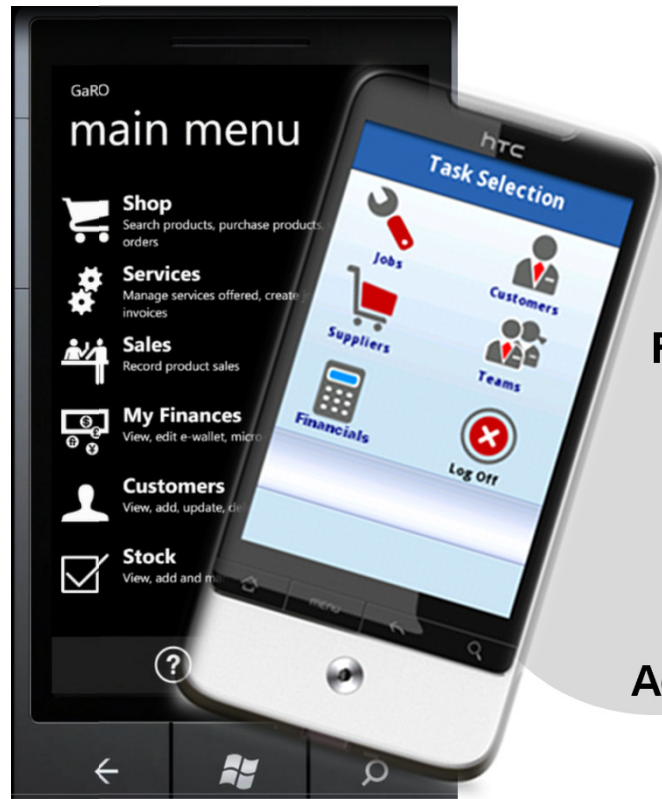 GaRO
main menu
Shop
Search products, purchase products,
orders
Services
Manage services offered, create
invoices
Sales
Record product sales
My Finances
View, edit e-wallet, micro
Customers
View, add, update,
Stock
View, add and
?
hTC
Task Selection
Jobs
Customers
Suppliers
Teams
Financials
Log Off
menu